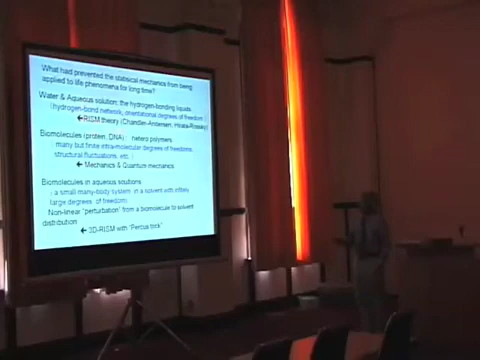 What had prevented the statistical mechanics from being
applied to life phenomena for long time?
Water & Aqueous solution: the hydrogen-bonding liquids
(hydrogen-bond network, orientational degrees of freedom)
← RISM theory (Chandler-Andersen, Hirata-Rossky)
Biomolecules (protein, DNA): hetero polymers
(many but finite intra-molecular degrees of freedoms,
structural fluctuations, etc.)
← Mechanics & Quantum mechanics
Biomolecules in aqueous solutions
(a small many-body system in a solvent with infinitely
large degrees of freedom)
Non-linear "perturbation" from a biomolecule to solvent
distribution
← 3D-RISM with "Percus trick"